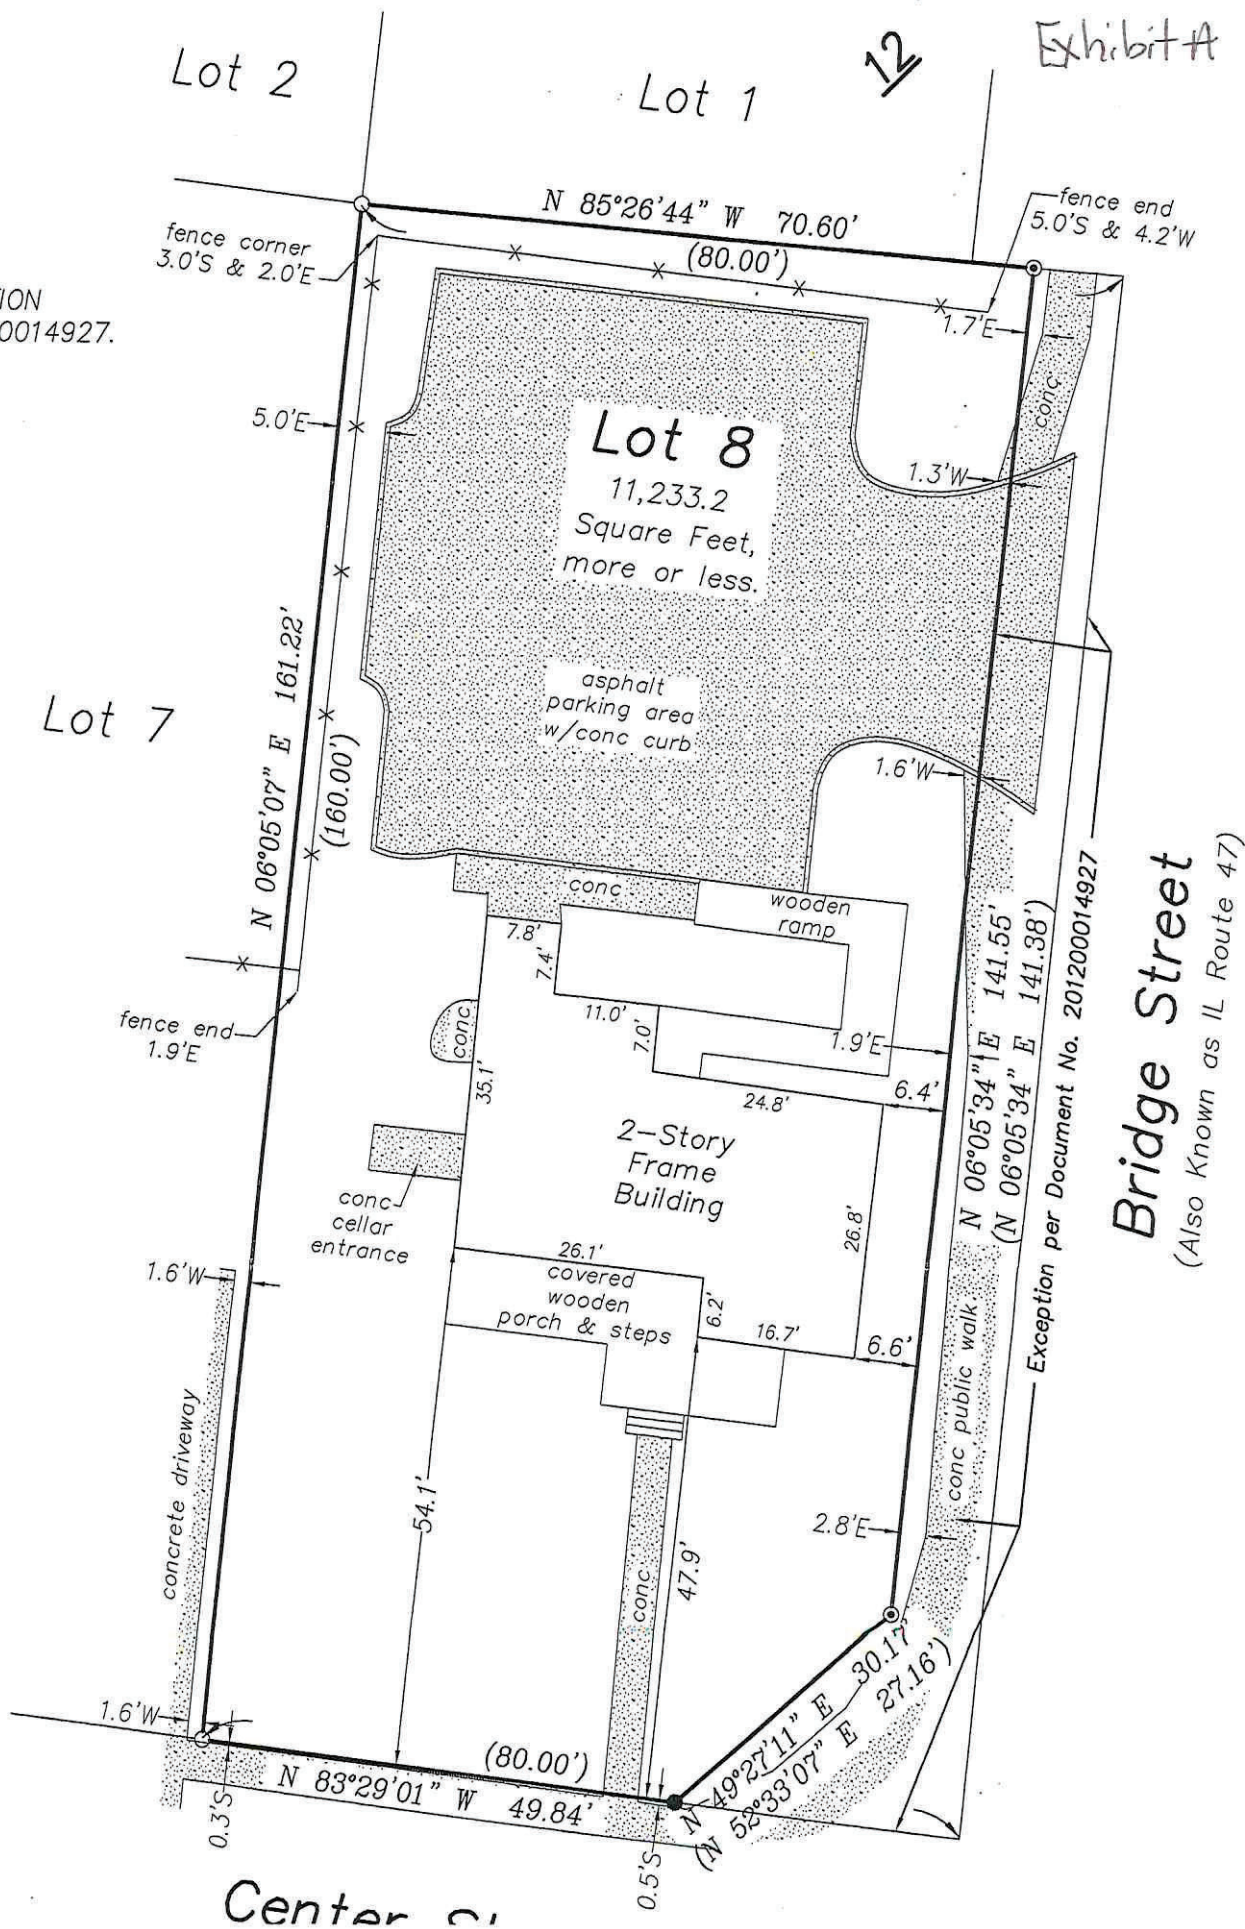 Exhibit A
12
Lot 2
Lot 1
N 85°26'44" W 70.60'
(80.00')
fence end
5.0'S & 4.2'W
fence corner
3.0'S & 2.0'E
0014927.
1.7'E
conc
5.0'E
Lot 8
11,233.2
Square Feet,
more or less.
1.3'W
N 06°05'07" E 161.22'
(160.00')
Lot 7
asphalt
parking area
w/conc curb
1.6'W
conc
wooden
ramp
7.8'
7.4'
11.0'
7.0'
fence end
1.9'E
conc
35.1'
1.9'E
6.4'
24.8'
N 06°05'34" E 141.55'
(N 06°05'34" E 141.38')
Exception per Document No. 201200014927
Bridge Street
(Also Known as IL Route 47)
2-Story
Frame
Building
conc
cellar
entrance
26.8'
26.1'
covered
wooden
porch & steps
6.2'
16.7'
6.6'
1.6'W
concrete driveway
54.1'
conc
47.9'
2.8'E
conc public walk
1.6'W
(80.00')
N 83°29'01" W 49.84'
0.3'S
0.5'S
N 49°27'11" E 30.17'
(N 52°33'07" E 27.16')
Center